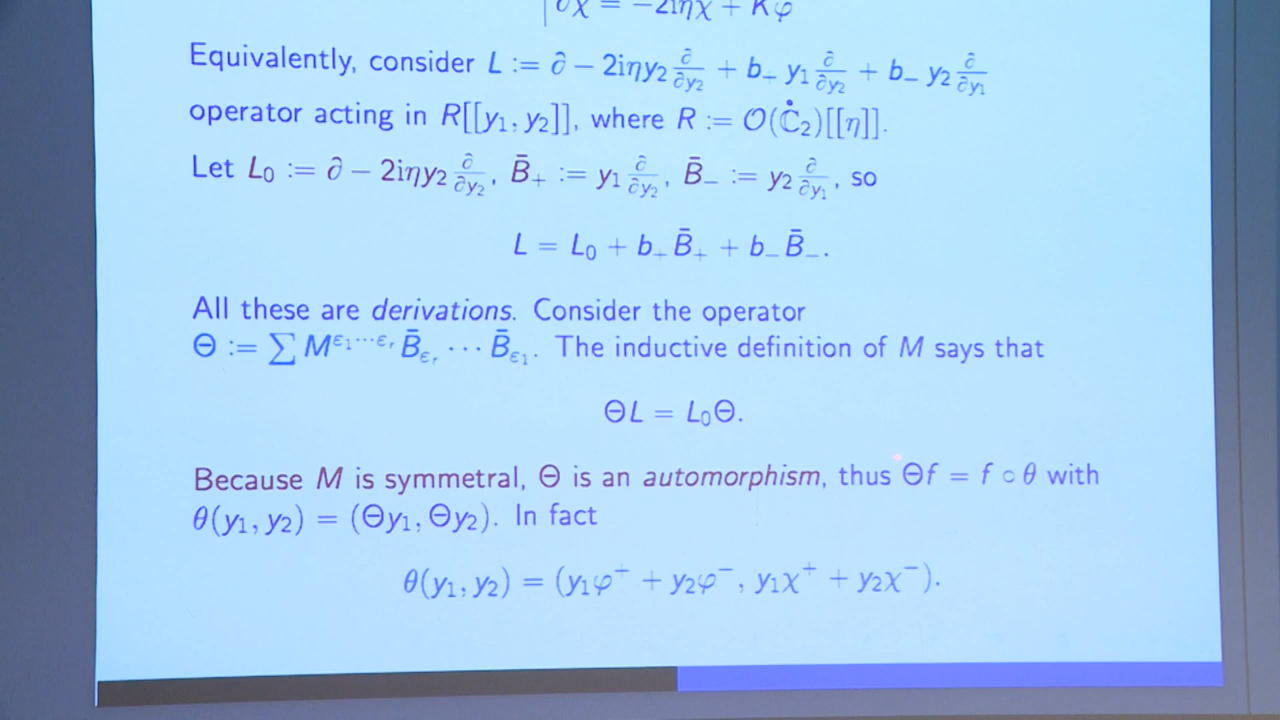 ∂χ = −2iηχ + Kφ
Equivalently, consider L := ∂ − 2iηy₂ ∂/∂y₂ + b₊ y₁ ∂/∂y₂ + b₋ y₂ ∂/∂y₁
operator acting in R[[y₁, y₂]], where R := 𝒪(Ċ₂)[[η]].
Let L₀ := ∂ − 2iηy₂ ∂/∂y₂, B̄₊ := y₁ ∂/∂y₂, B̄₋ := y₂ ∂/∂y₁, so
L = L₀ + b₊B̄₊ + b₋B̄₋.
All these are derivations. Consider the operator
Θ := ∑ M^{ε₁⋯ε_r} B̄_{ε_r} ⋯ B̄_{ε₁}. The inductive definition of M says that
ΘL = L₀Θ.
Because M is symmetral, Θ is an automorphism, thus Θf = f ∘ θ with
θ(y₁, y₂) = (Θy₁, Θy₂). In fact
θ(y₁, y₂) = (y₁φ⁺ + y₂φ⁻, y₁χ⁺ + y₂χ⁻).